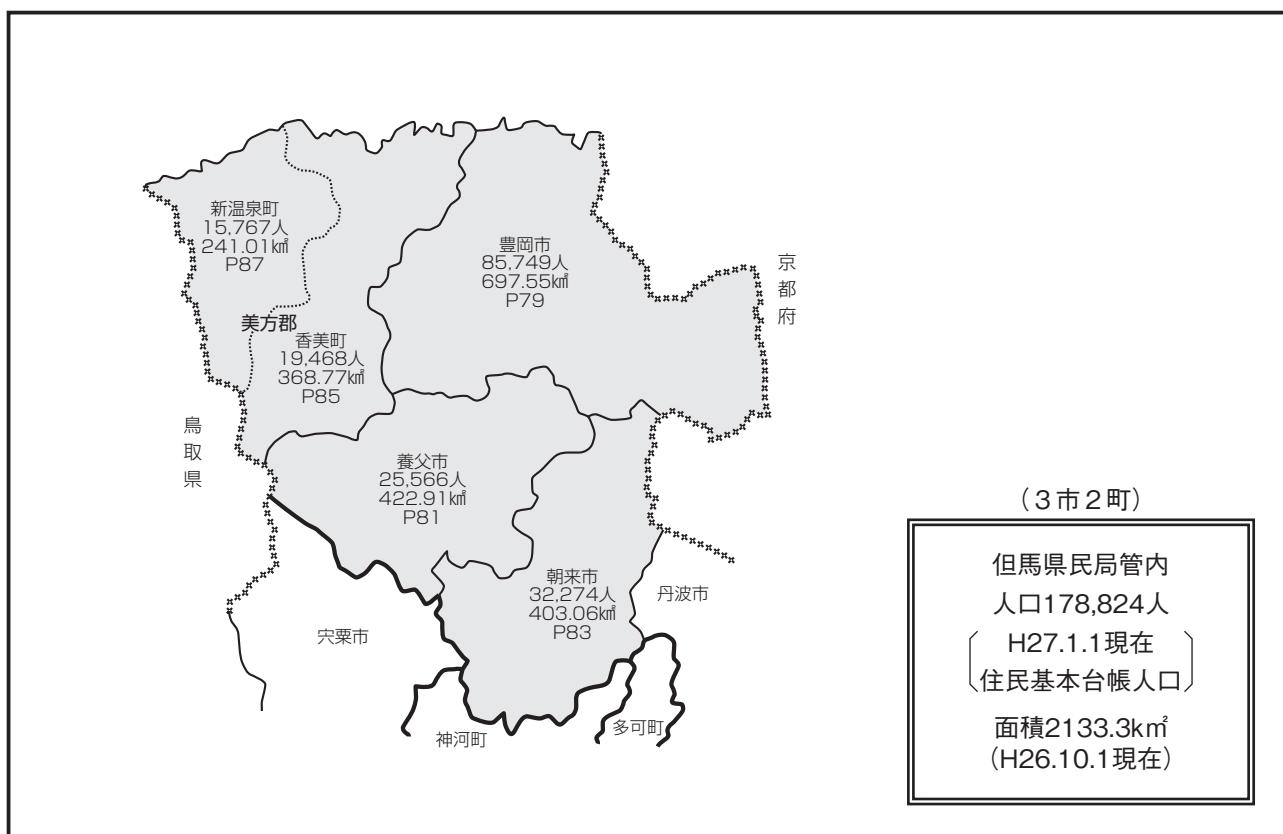 新温泉町
15,767人
241.01㎢
P87
豊岡市
85,749人
697.55㎢
P79
京都府
美方郡
香美町
19,468人
368.77㎢
P85
鳥取県
養父市
25,566人
422.91㎢
P81
朝来市
32,274人
403.06㎢
P83
丹波市
宍粟市
神河町
多可町
（3市2町）
但馬県民局管内
人口178,824人
H27.1.1現在
住民基本台帳人口
面積2133.3k㎡
（H26.10.1現在）